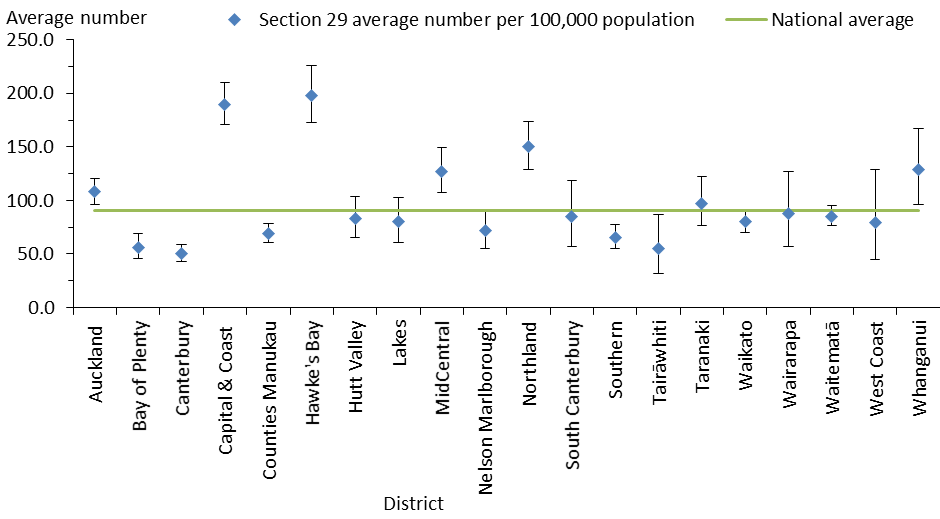 Average number
Section 29 average number per 100,000 population
National average
250.0
200.0
150.0
100.0
50.0
0.0
Auckland
Bay of Plenty
Canterbury
Capital & Coast
Counties Manukau
Hawke's Bay
Hutt Valley
Lakes
MidCentral
Nelson Marlborough
Northland
South Canterbury
Southern
Tairāwhiti
Taranaki
Waikato
Wairarapa
Waitematā
West Coast
Whanganui
District